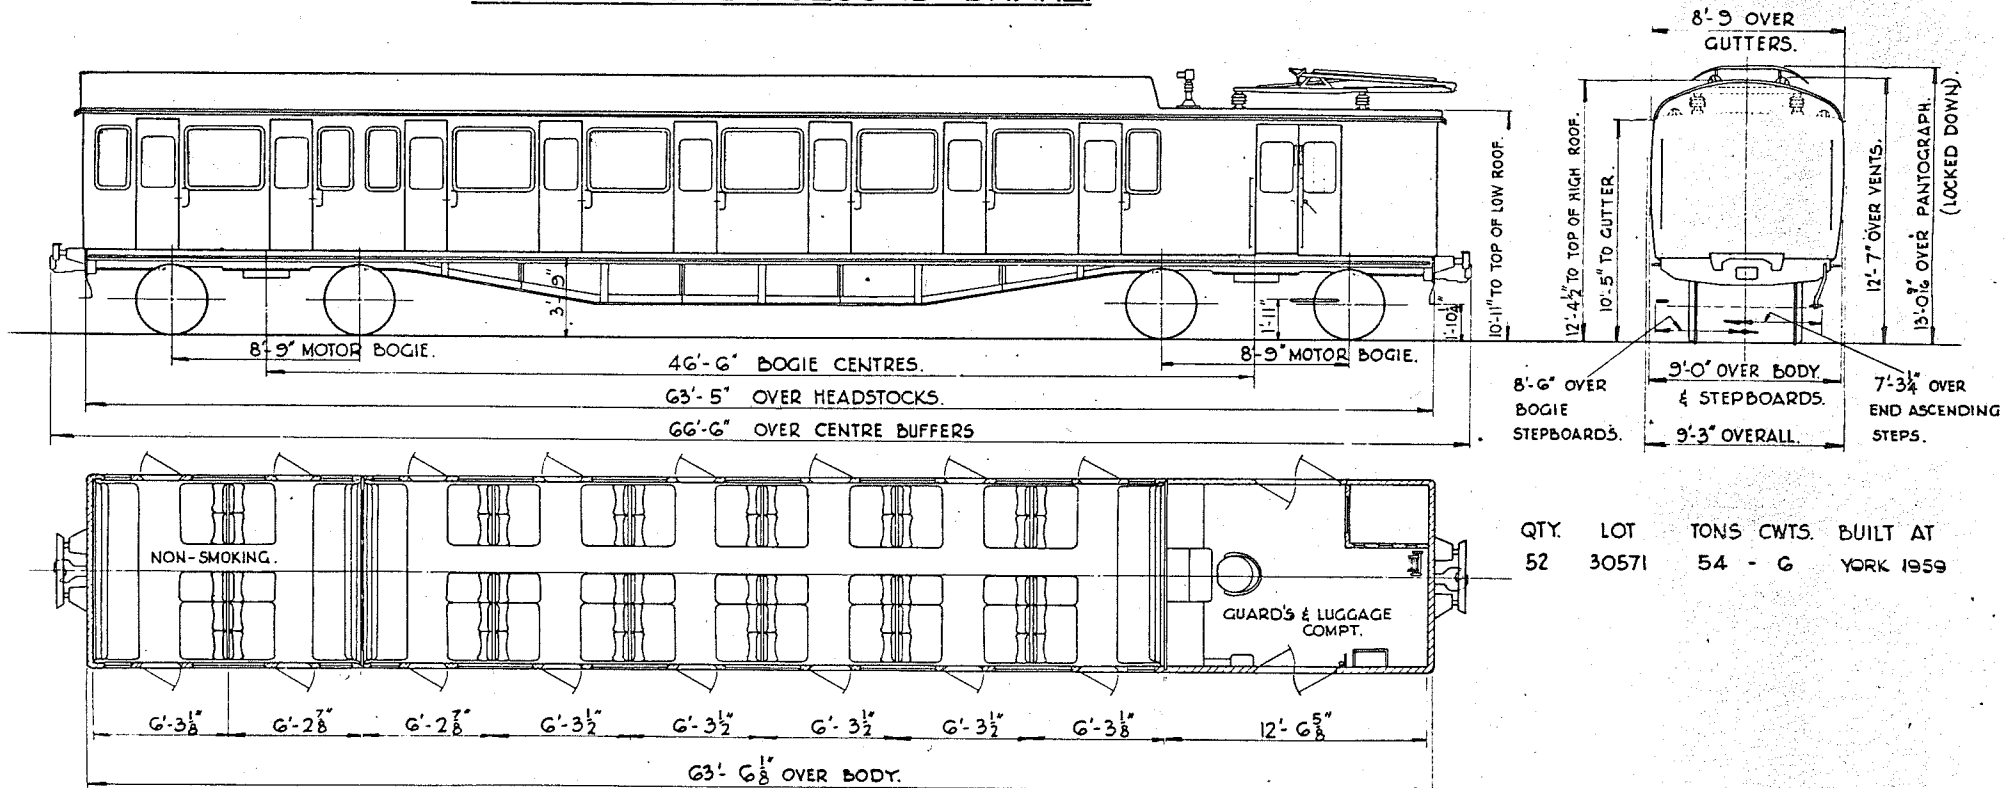 8'-9 OVER
GUTTERS.
10'-11" TO TOP OF LOW ROOF.
12'-4½" TO TOP OF HIGH ROOF.
10'-5" TO GUTTER.
12'-7" OVER VENTS.
13'-0 9/16" OVER PANTOGRAPH.
(LOCKED DOWN).
3'-9"
1'-11"
1'-10¼"
8'-9" MOTOR BOGIE.
46'-6" BOGIE CENTRES.
8'-9" MOTOR BOGIE.
63'-5" OVER HEADSTOCKS.
66'-6" OVER CENTRE BUFFERS
8'-6" OVER
BOGIE
STEPBOARDS.
9'-0" OVER BODY
& STEPBOARDS.
9'-3" OVERALL.
7'-3¼" OVER
END ASCENDING
STEPS.
NON-SMOKING.
GUARD'S & LUGGAGE
COMPT.
QTY. LOT TONS CWTS. BUILT AT
52 30571 54 - 6 YORK 1959
6'-3⅛" 6'-2⅞" 6'-2⅞" 6'-3½" 6'-3½" 6'-3½" 6'-3½" 6'-3⅛" 12'-6⅝"
63'-6⅛" OVER BODY.